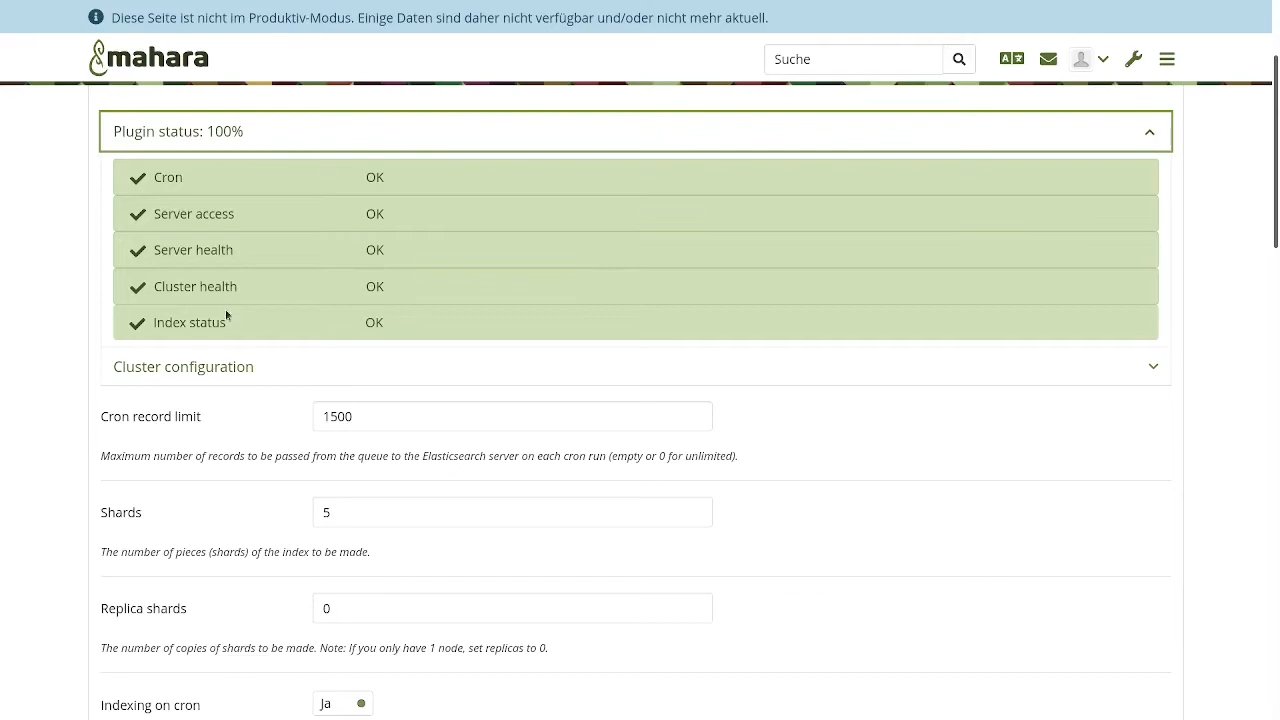 Diese Seite ist nicht im Produktiv-Modus. Einige Daten sind daher nicht verfügbar und/oder nicht mehr aktuell.
mahara
Suche
A
Plugin status: 100%
Cron OK
Server access OK
Server health OK
Cluster health OK
Index status OK
Cluster configuration
Cron record limit 1500
Maximum number of records to be passed from the queue to the Elasticsearch server on each cron run (empty or 0 for unlimited).
Shards 5
The number of pieces (shards) of the index to be made.
Replica shards 0
The number of copies of shards to be made. Note: If you only have 1 node, set replicas to 0.
Indexing on cron Ja